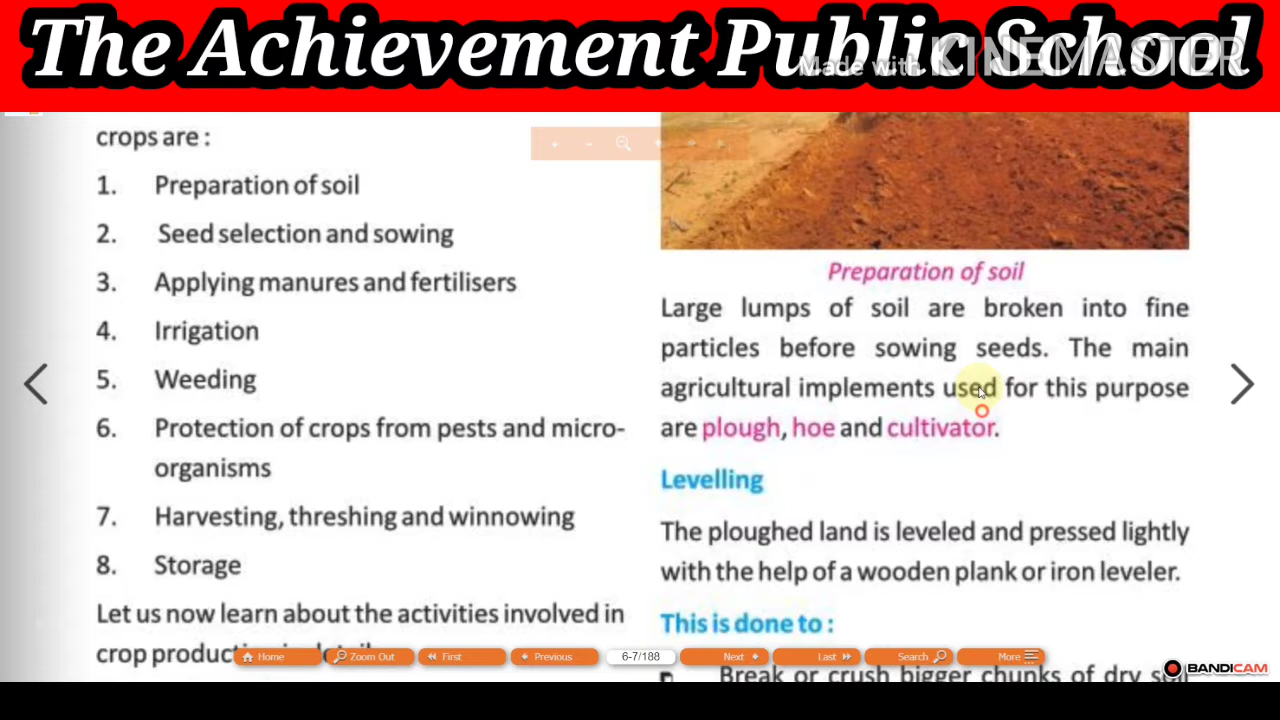 The Achievement Public School
Made with KINEMASTER
crops are :
1. Preparation of soil
2. Seed selection and sowing
3. Applying manures and fertilisers
4. Irrigation
5. Weeding
6. Protection of crops from pests and micro-
organisms
7. Harvesting, threshing and winnowing
8. Storage
Let us now learn about the activities involved in
Preparation of soil
Large lumps of soil are broken into fine
particles before sowing seeds. The main
agricultural implements used for this purpose
are plough, hoe and cultivator.
Levelling
The ploughed land is leveled and pressed lightly
with the help of a wooden plank or iron leveler.
This is done to :
Break or crush bigger chunks of dry soil
Home Zoom Out First Previous 6-7/188 Next Last Search More
BANDICAM